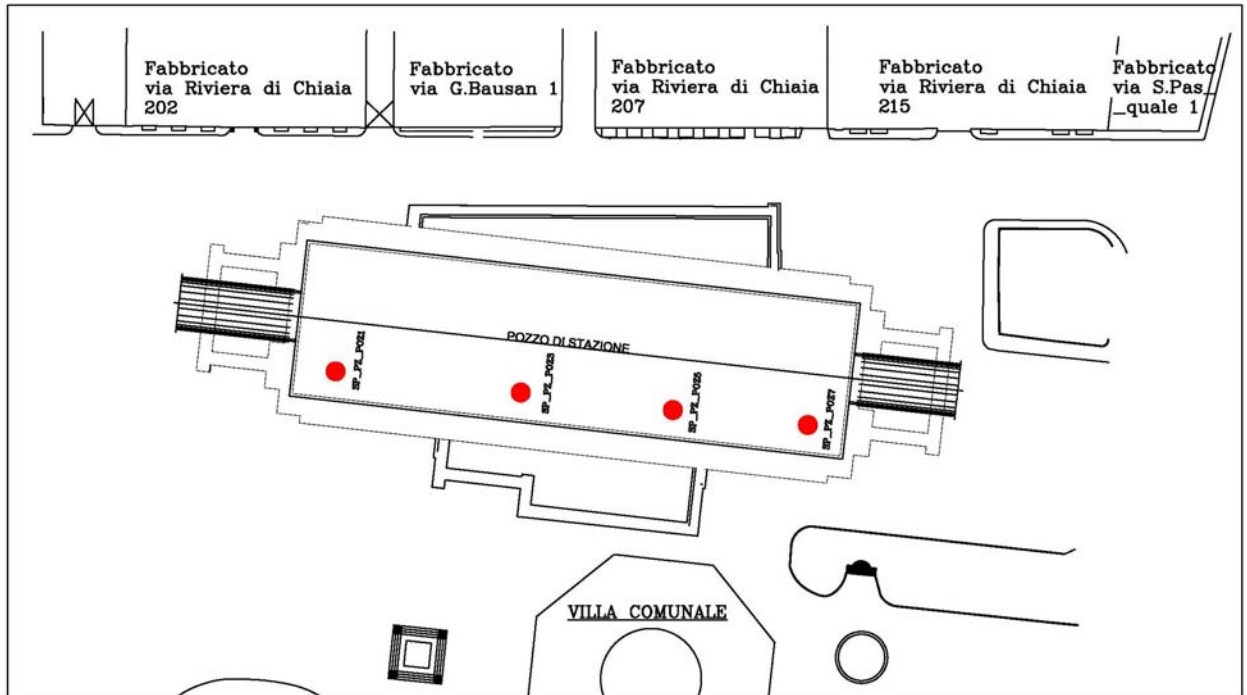 Fabbricato
via Riviera di Chiaia
202
Fabbricato
via G.Bausan 1
Fabbricato
via Riviera di Chiaia
207
Fabbricato
via Riviera di Chiaia
215
Fabbricato
via S.Pas_
_quale 1
POZZO DI STAZIONE
SP_PZ_POZ1
SP_PZ_POZ3
SP_PZ_POZ5
SP_PZ_POZ7
VILLA COMUNALE